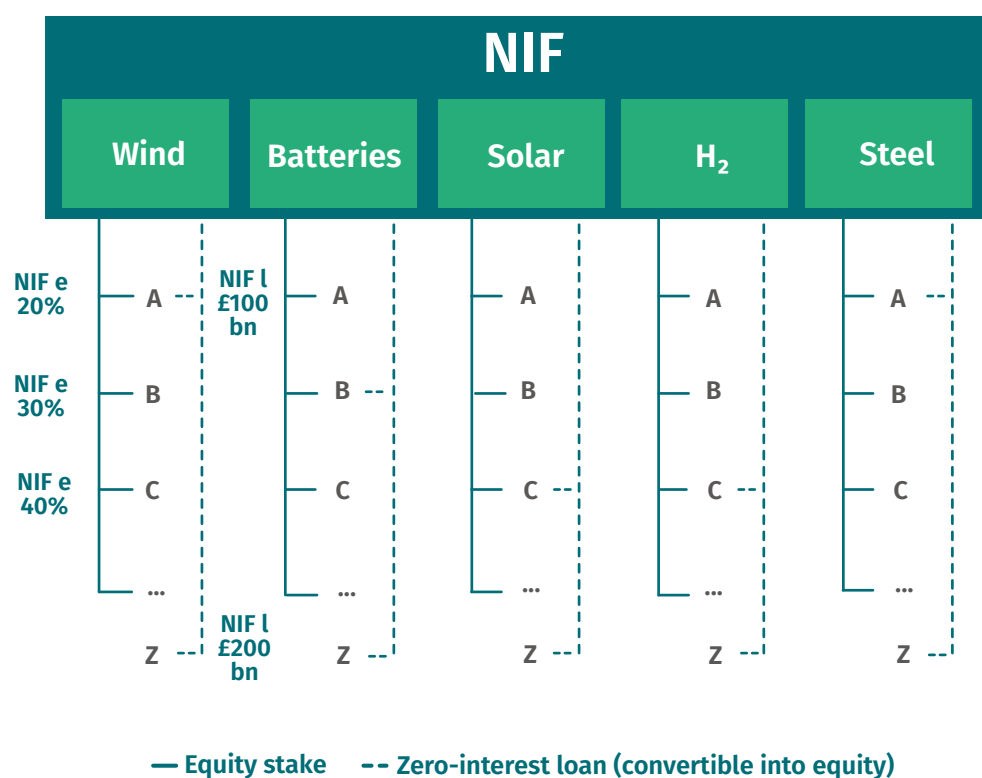 NIF
Wind Batteries Solar H₂ Steel
NIF e
20%
A
NIF l
£100
bn
A A A A
NIF e
30%
B B B B B
NIF e
40%
C C C C C
... ... ... ... ...
Z
NIF l
£200
bn
Z Z Z Z
Equity stake Zero-interest loan (convertible into equity)